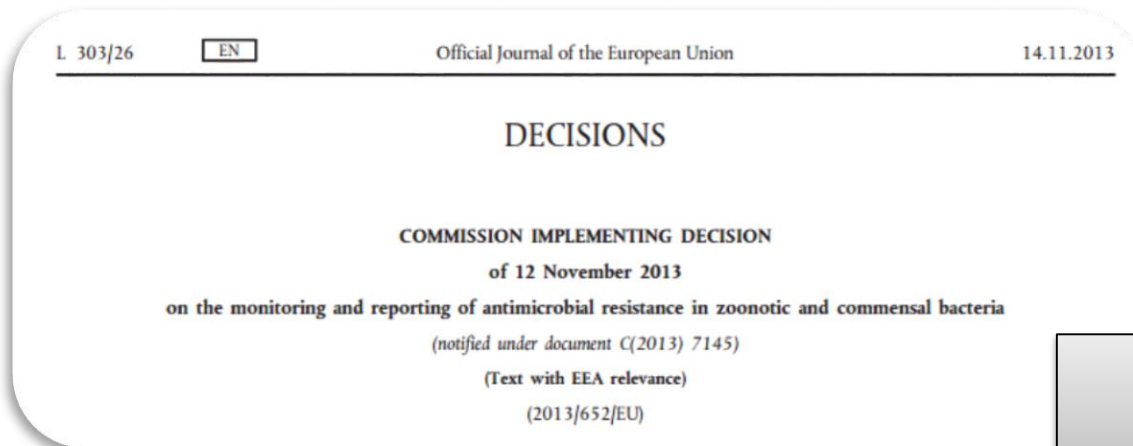 L 303/26 EN Official Journal of the European Union 14.11.2013
DECISIONS
COMMISSION IMPLEMENTING DECISION
of 12 November 2013
on the monitoring and reporting of antimicrobial resistance in zoonotic and commensal bacteria
(notified under document C(2013) 7145)
(Text with EEA relevance)
(2013/652/EU)